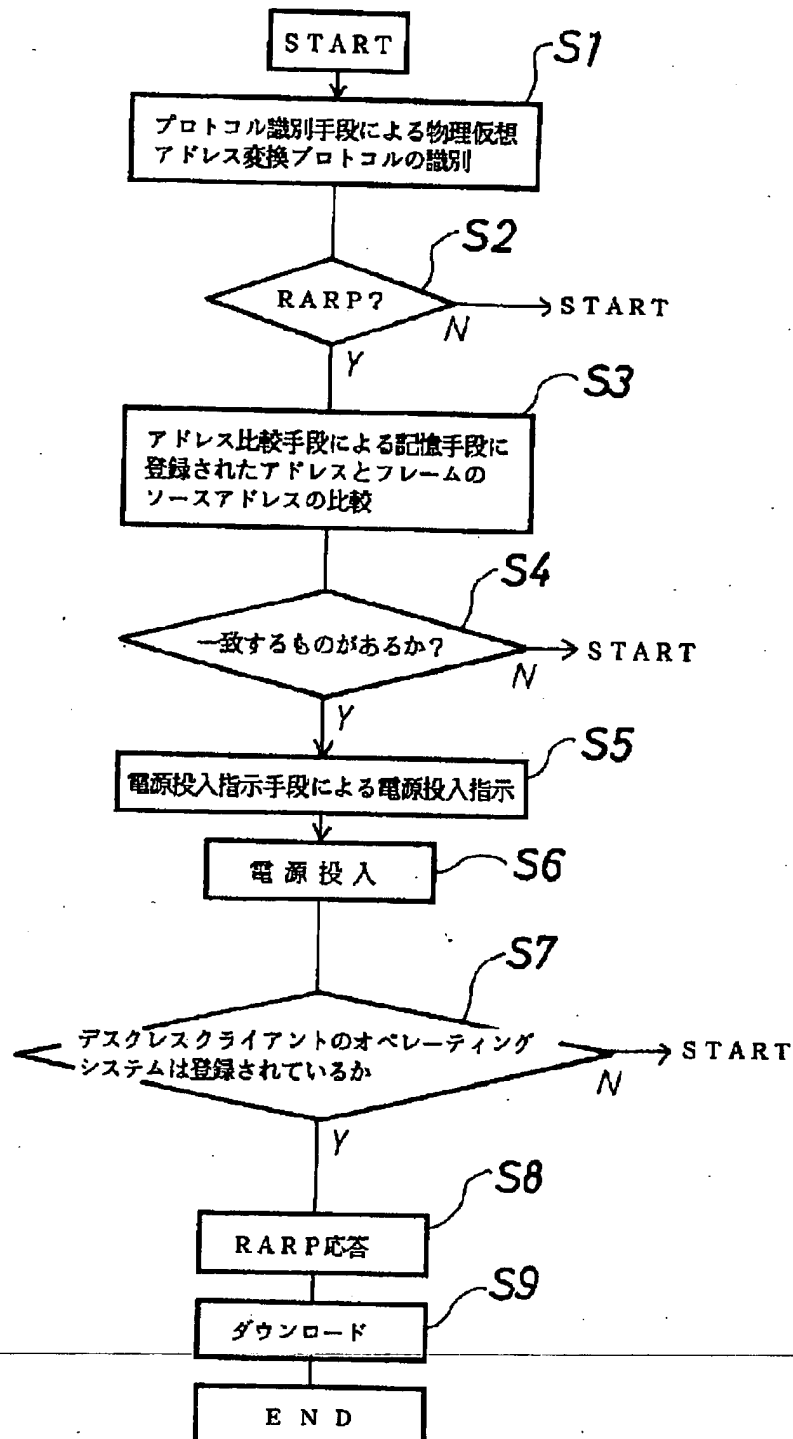 START
S1
プロトコル識別手段による物理仮想
アドレス変換プロトコルの識別
S2
RARP?
N
START
Y
S3
アドレス比較手段による記憶手段に
登録されたアドレスとフレームの
ソースアドレスの比較
S4
一致するものがあるか?
N
START
Y
S5
電源投入指示手段による電源投入指示
S6
電源投入
S7
デスクレスクライアントのオペレーティング
システムは登録されているか
N
START
Y
S8
RARP応答
S9
ダウンロード
END